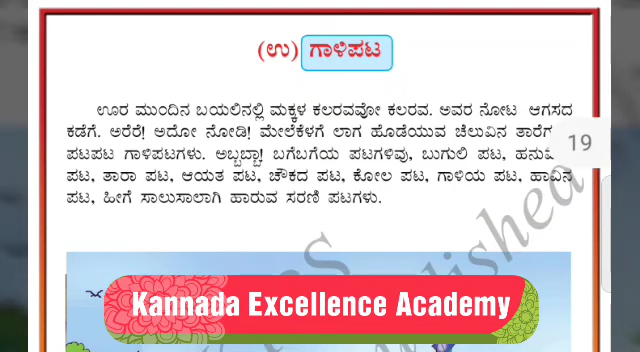 (ಉ) ಗಾಳಿಪಟ
ಊರ ಮುಂದಿನ ಬಯಲಿನಲ್ಲಿ ಮಕ್ಕಳ ಕಲರವವೋ ಕಲರವ. ಅವರ ನೋಟ ಆಗಸದ
ಕಡೆಗೆ. ಅರೆರೆ! ಅದೋ ನೋಡಿ! ಮೇಲೆಕೆಳಗೆ ಲಾಗ ಹೊಡೆಯುವ ಚೆಲುವಿನ
19
ಪಟಪಟ ಗಾಳಿಪಟಗಳು. ಅಬ್ಬಬ್ಬಾ! ಬಗೆಬಗೆಯ ಪಟಗಳಿವು, ಬುಗುಲಿ ಪಟ,
ಪಟ, ತಾರಾ ಪಟ, ಆಯತ ಪಟ, ಚೌಕದ ಪಟ, ಕೋಲ ಪಟ, ಗಾಳಿಯ ಪಟ, ಹಾವಿನ
ಪಟ, ಹೀಗೆ ಸಾಲುಸಾಲಾಗಿ ಹಾರುವ ಸರಣಿ ಪಟಗಳು.
Kannada Excellence Academy